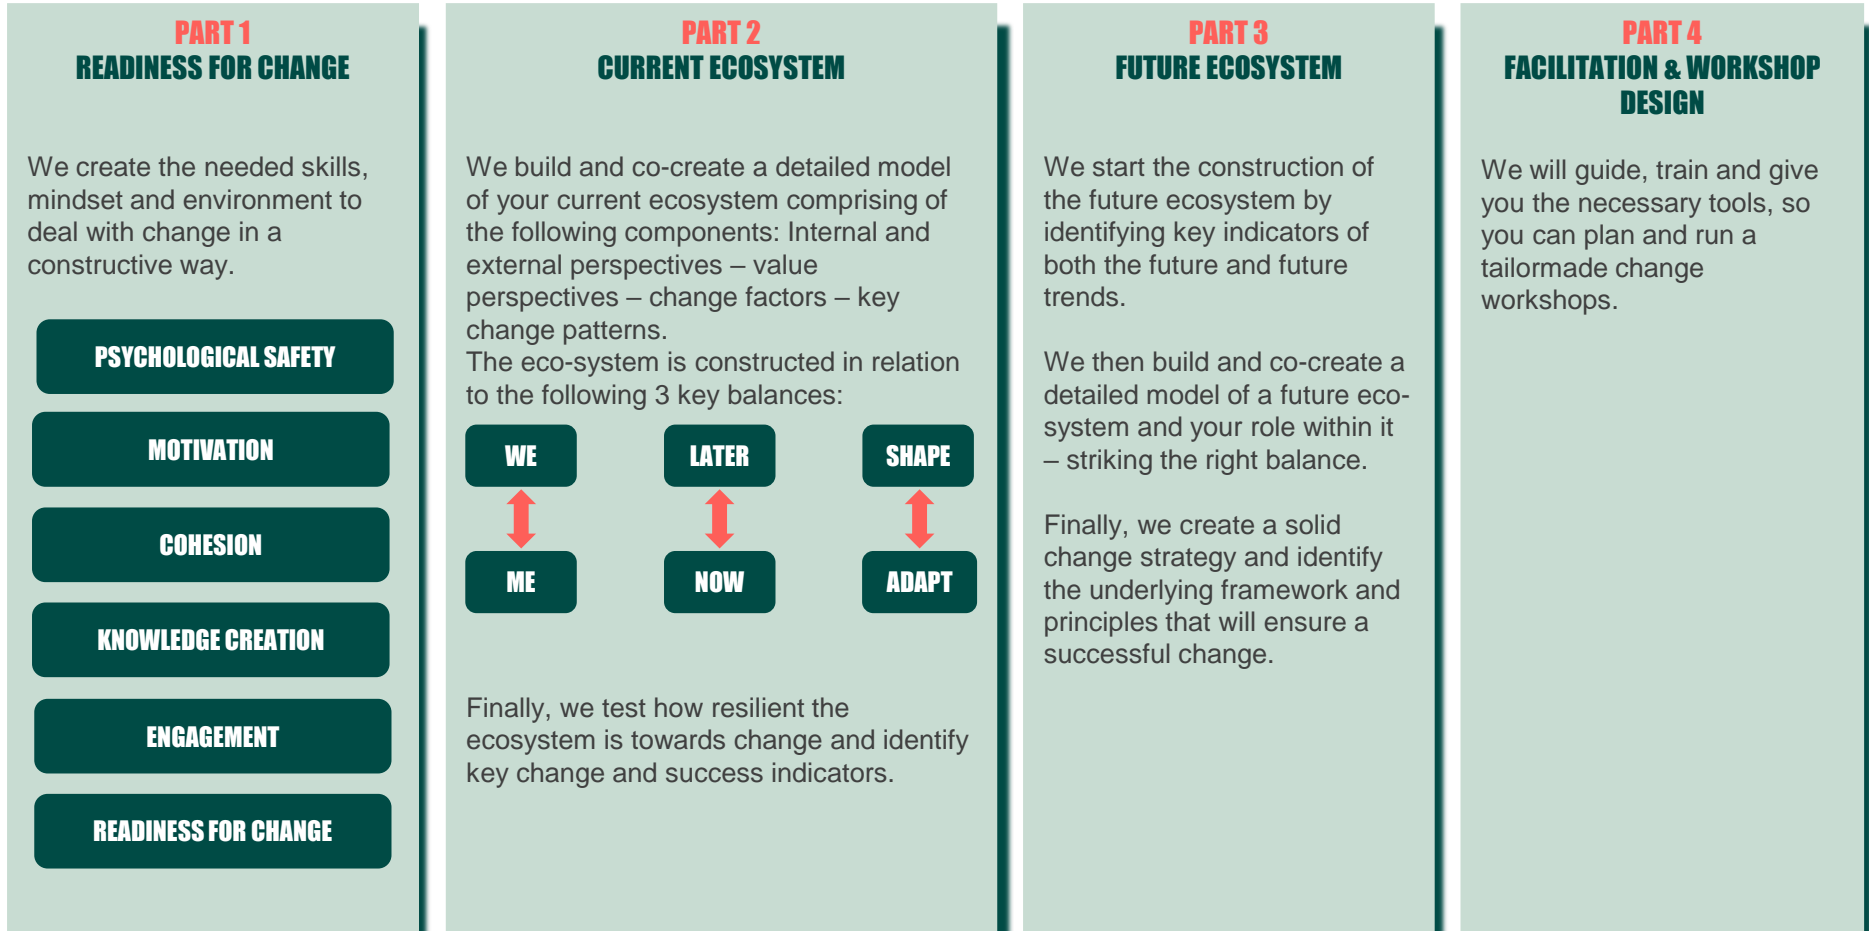 PART 1
READINESS FOR CHANGE
We create the needed skills,
mindset and environment to
deal with change in a
constructive way.
PSYCHOLOGICAL SAFETY
MOTIVATION
COHESION
KNOWLEDGE CREATION
ENGAGEMENT
READINESS FOR CHANGE
PART 2
CURRENT ECOSYSTEM
We build and co-create a detailed model
of your current ecosystem comprising of
the following components: Internal and
external perspectives – value
perspectives – change factors – key
change patterns.
The eco-system is constructed in relation
to the following 3 key balances:
WE LATER SHAPE
ME NOW ADAPT
Finally, we test how resilient the
ecosystem is towards change and identify
key change and success indicators.
PART 3
FUTURE ECOSYSTEM
We start the construction of
the future ecosystem by
identifying key indicators of
both the future and future
trends.
We then build and co-create a
detailed model of a future eco-
system and your role within it
– striking the right balance.
Finally, we create a solid
change strategy and identify
the underlying framework and
principles that will ensure a
successful change.
PART 4
FACILITATION & WORKSHOP
DESIGN
We will guide, train and give
you the necessary tools, so
you can plan and run a
tailormade change
workshops.